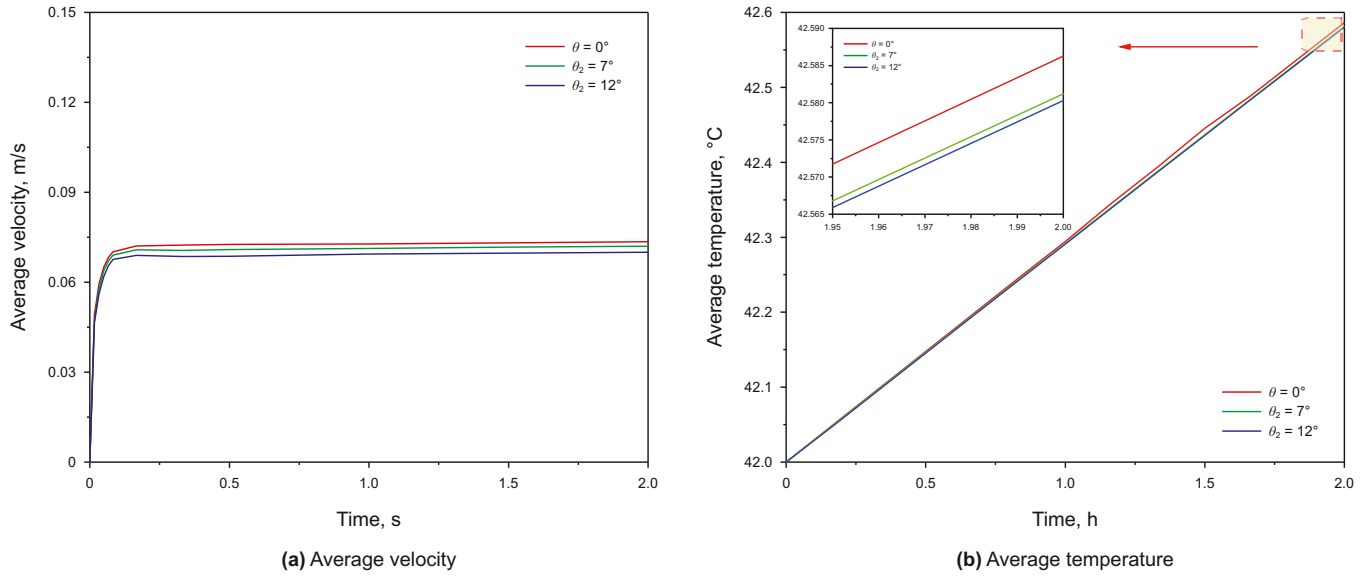 0.15
0.12
0.09
0.06
0.03
0
Average velocity, m/s
θ = 0°
θ₂ = 7°
θ₂ = 12°
0 0.5 1.0 1.5 2.0
Time, s
(a) Average velocity
42.6
42.5
42.4
42.3
42.2
42.1
42.0
Average temperature, °C
42.590
42.585
42.580
42.575
42.570
42.565
θ = 0°
θ₂ = 7°
θ₂ = 12°
1.95 1.96 1.97 1.98 1.99 2.00
θ = 0°
θ₂ = 7°
θ₂ = 12°
0 0.5 1.0 1.5 2.0
Time, h
(b) Average temperature